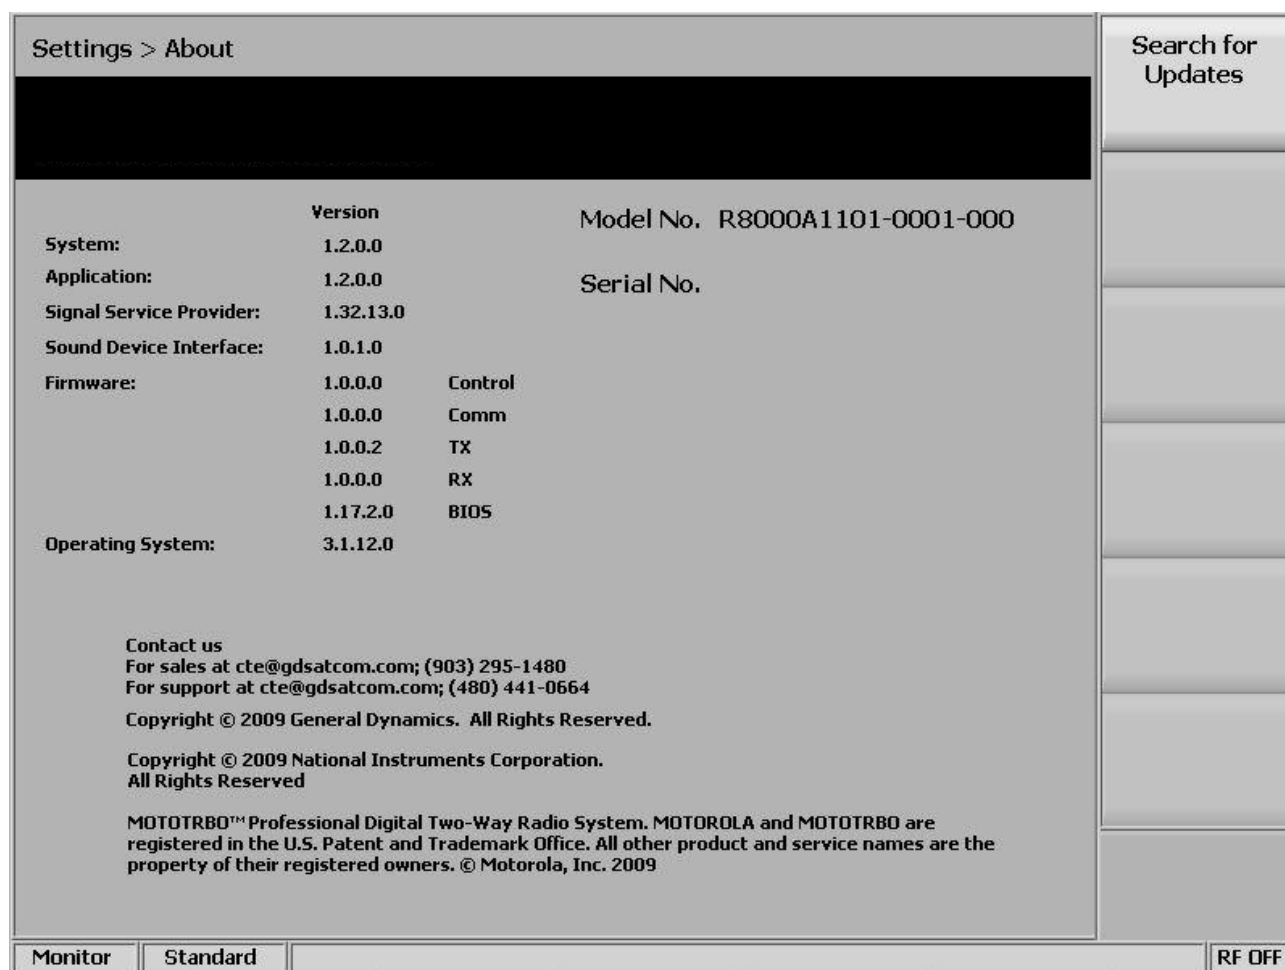 Settings > About
Search for
Updates
Version
Model No. R8000A1101-0001-000
System: 1.2.0.0
Application: 1.2.0.0
Serial No.
Signal Service Provider: 1.32.13.0
Sound Device Interface: 1.0.1.0
Firmware: 1.0.0.0 Control
1.0.0.0 Comm
1.0.0.2 TX
1.0.0.0 RX
1.17.2.0 BIOS
Operating System: 3.1.12.0
Contact us
For sales at cte@gdsatcom.com; (903) 295-1480
For support at cte@gdsatcom.com; (480) 441-0664
Copyright © 2009 General Dynamics. All Rights Reserved.
Copyright © 2009 National Instruments Corporation.
All Rights Reserved
MOTOTRBO™ Professional Digital Two-Way Radio System. MOTOROLA and MOTOTRBO are
registered in the U.S. Patent and Trademark Office. All other product and service names are the
property of their registered owners. © Motorola, Inc. 2009
Monitor Standard RF OFF